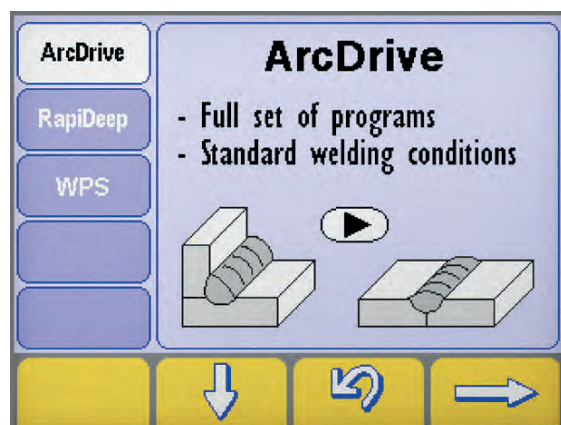 ArcDrive
RapiDeep
WPS
ArcDrive
- Full set of programs
- Standard welding conditions